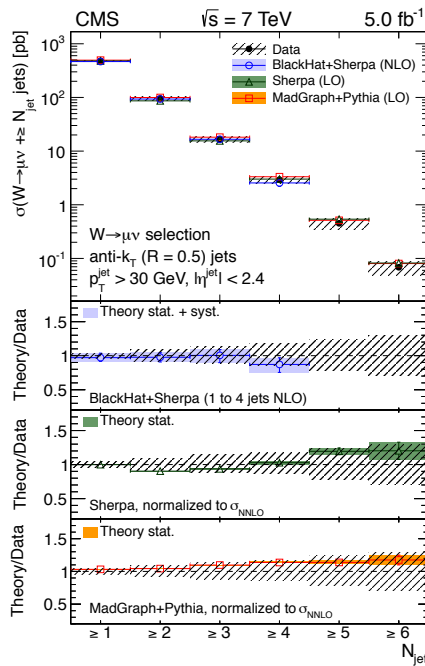 CMS √s = 7 TeV 5.0 fb⁻¹
σ(W→μν +≥ N_jet jets) [pb]
Data
BlackHat+Sherpa (NLO)
Sherpa (LO)
MadGraph+Pythia (LO)
10⁵
10⁴
10³
10²
10
1
10⁻¹
W→μν selection
anti-k_T (R = 0.5) jets
p_T^jet > 30 GeV, |η^jet| < 2.4
Theory/Data
1.5
1
0.5
Theory stat. + syst.
BlackHat+Sherpa (1 to 4 jets NLO)
Theory/Data
1.5
1
0.5
Theory stat.
Sherpa, normalized to σ_NNLO
Theory/Data
1.5
1
0.5
Theory stat.
MadGraph+Pythia, normalized to σ_NNLO
≥ 1 ≥ 2 ≥ 3 ≥ 4 ≥ 5 ≥ 6
N_jet